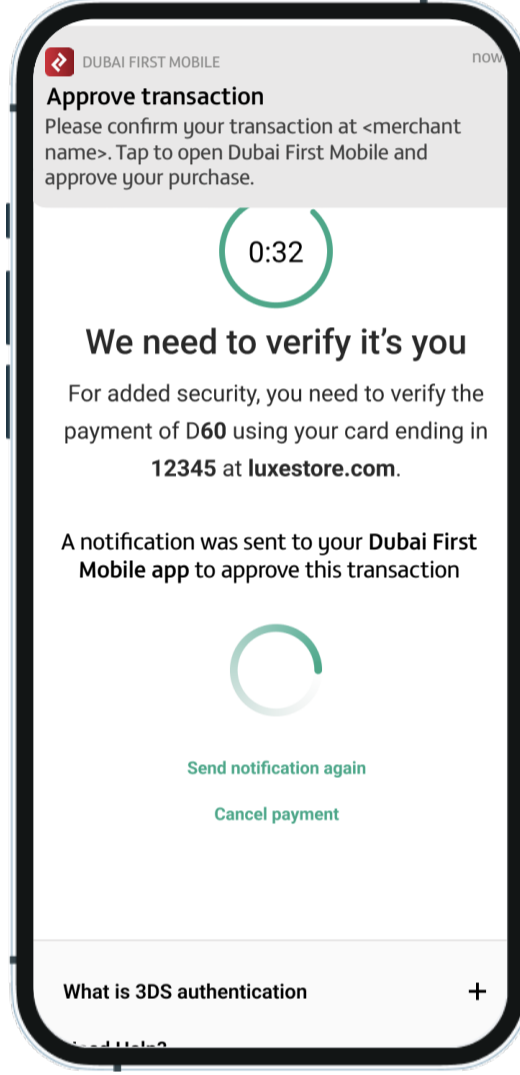 DUBAI FIRST MOBILE
now
Approve transaction
Please confirm your transaction at <merchant
name>. Tap to open Dubai First Mobile and
approve your purchase.
0:32
We need to verify it's you
For added security, you need to verify the
payment of D60 using your card ending in
12345 at luxestore.com.
A notification was sent to your Dubai First
Mobile app to approve this transaction
Send notification again
Cancel payment
What is 3DS authentication
+
Need Help?